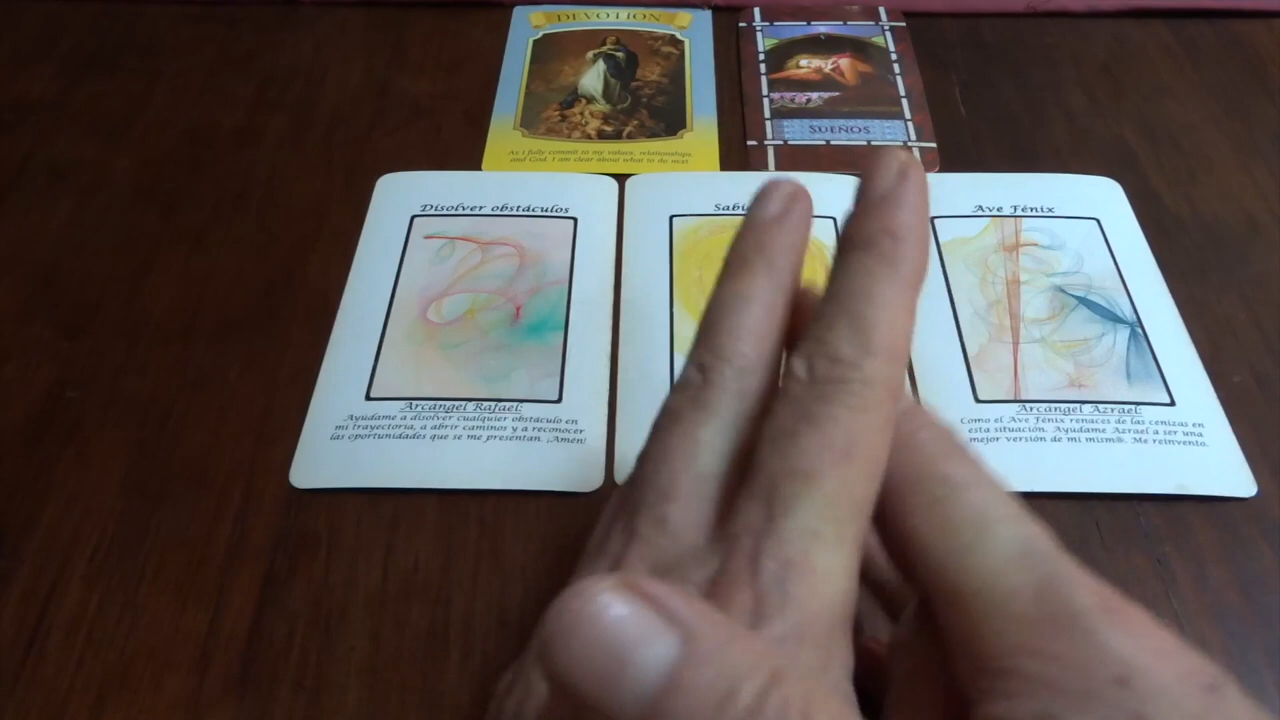 DEVOTION
As I fully commit to my values, relationships,
and God, I am clear about what to do next
SUEÑOS
Disolver obstáculos
Arcángel Rafael:
Ayúdame a disolver cualquier obstáculo en
mi trayectoria, a abrir caminos y a reconocer
las oportunidades que se me presentan. ¡Amén!
Sabi
Ave Fénix
Arcángel Azrael:
Como el Ave Fénix renaces de las cenizas en
esta situación. Ayúdame Azrael a ser una
mejor versión de mi mism@. Me reinvento.